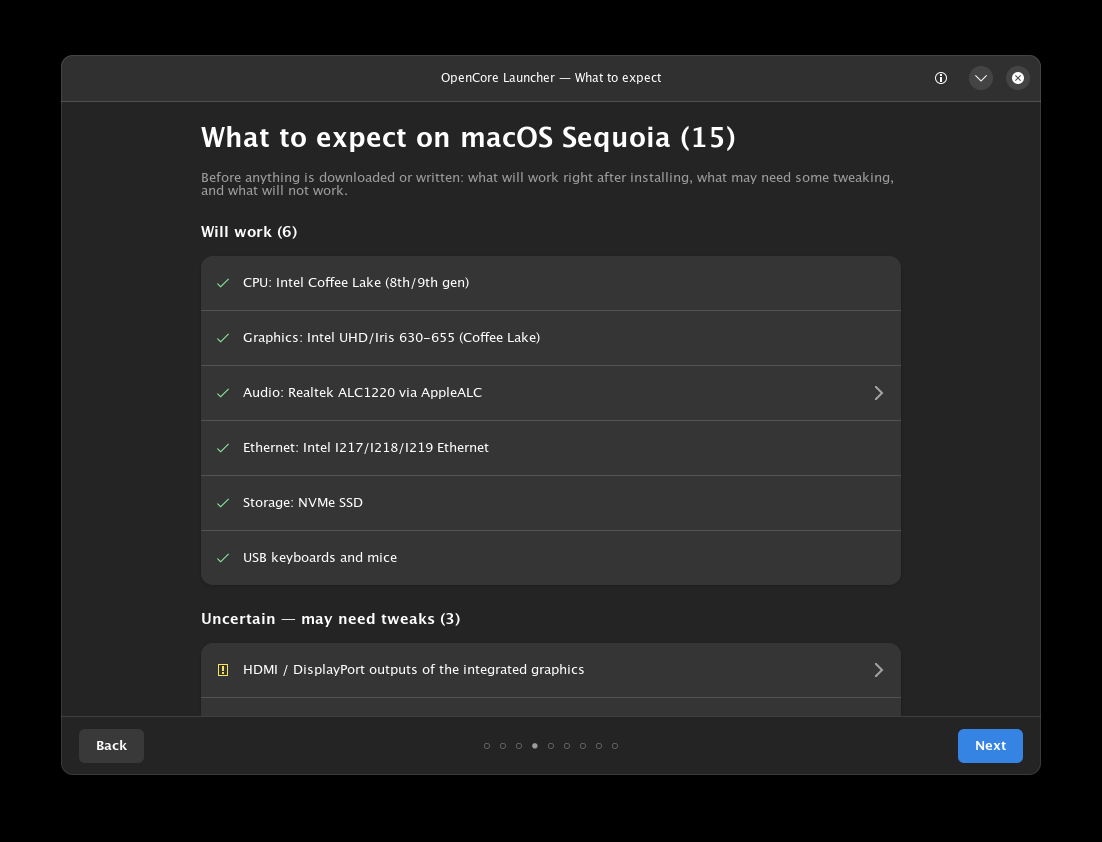 OpenCore Launcher — What to expect
What to expect on macOS Sequoia (15)
Before anything is downloaded or written: what will work right after installing, what may need some tweaking,
and what will not work.
Will work (6)
CPU: Intel Coffee Lake (8th/9th gen)
Graphics: Intel UHD/Iris 630–655 (Coffee Lake)
Audio: Realtek ALC1220 via AppleALC
Ethernet: Intel I217/I218/I219 Ethernet
Storage: NVMe SSD
USB keyboards and mice
Uncertain — may need tweaks (3)
HDMI / DisplayPort outputs of the integrated graphics
Back
Next